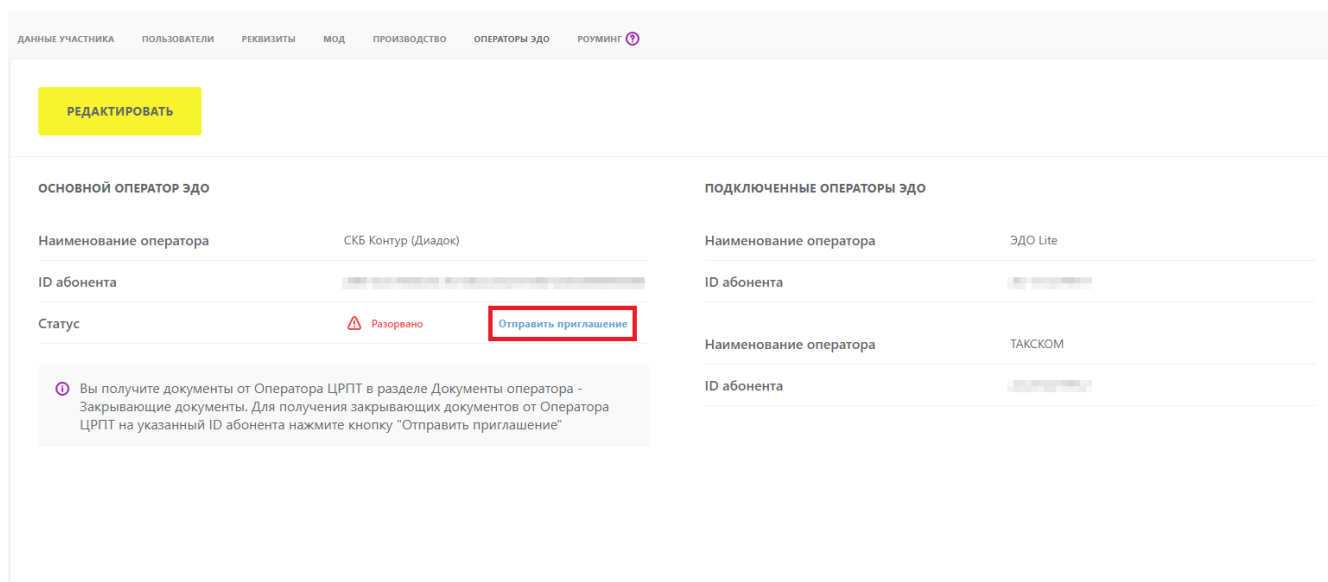 ДАННЫЕ УЧАСТНИКА ПОЛЬЗОВАТЕЛИ РЕКВИЗИТЫ МОД ПРОИЗВОДСТВО ОПЕРАТОРЫ ЭДО РОУМИНГ ?
РЕДАКТИРОВАТЬ
ОСНОВНОЙ ОПЕРАТОР ЭДО
Наименование оператора СКБ Контур (Диадок)
ID абонента
Статус Разорвано Отправить приглашение
Вы получите документы от Оператора ЦРПТ в разделе Документы оператора -
Закрывающие документы. Для получения закрывающих документов от Оператора
ЦРПТ на указанный ID абонента нажмите кнопку "Отправить приглашение"
ПОДКЛЮЧЕННЫЕ ОПЕРАТОРЫ ЭДО
Наименование оператора ЭДО Lite
ID абонента
Наименование оператора ТАКСКОМ
ID абонента